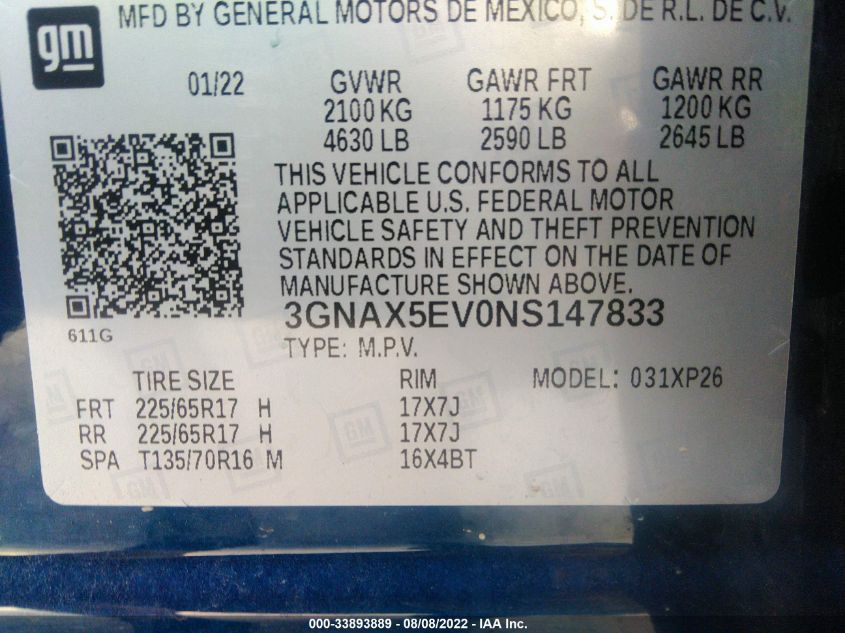 MFD BY GENERAL MOTORS DE MEXICO, S. DE R.L. DE C.V.
gm
01/22 GVWR GAWR FRT GAWR RR
2100 KG 1175 KG 1200 KG
4630 LB 2590 LB 2645 LB
THIS VEHICLE CONFORMS TO ALL
APPLICABLE U.S. FEDERAL MOTOR
VEHICLE SAFETY AND THEFT PREVENTION
STANDARDS IN EFFECT ON THE DATE OF
MANUFACTURE SHOWN ABOVE.
3GNAX5EV0NS147833
611G
TYPE: M.P.V.
TIRE SIZE RIM MODEL: 031XP26
FRT 225/65R17 H 17X7J
RR 225/65R17 H 17X7J
SPA T135/70R16 M 16X4BT
000-33893889 - 08/08/2022 - IAA Inc.